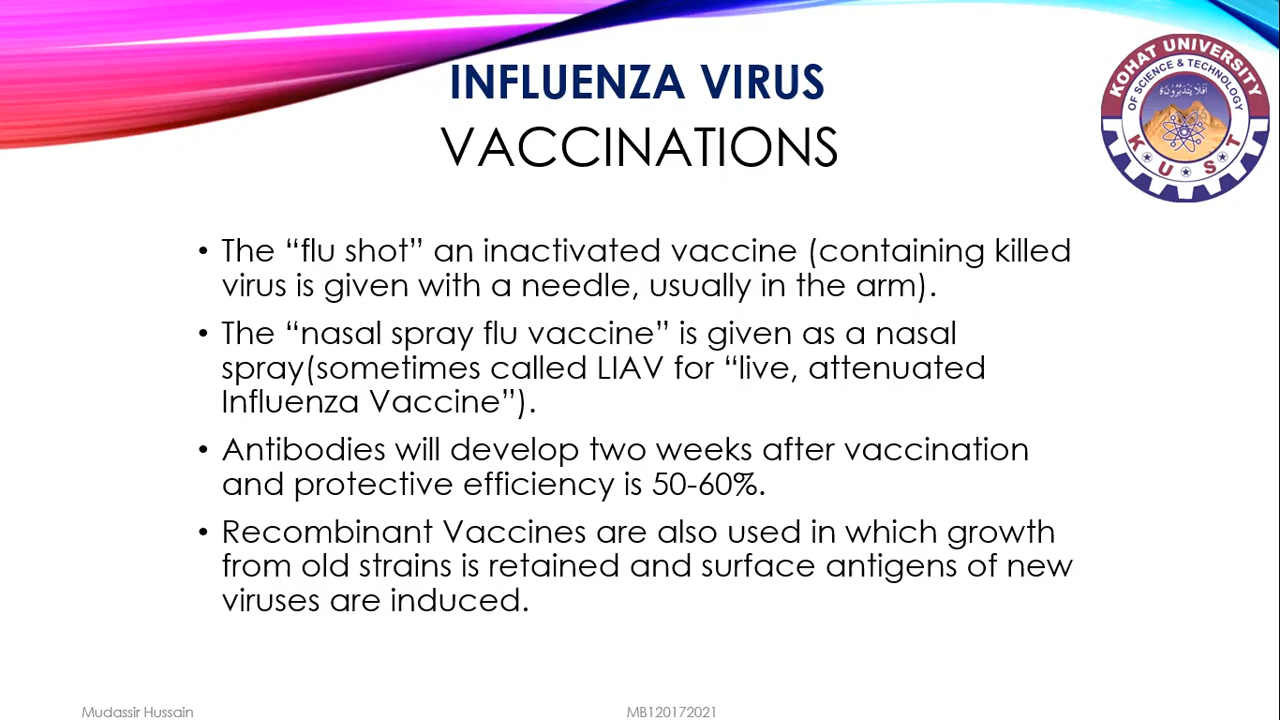 INFLUENZA VIRUS
VACCINATIONS
KOHAT UNIVERSITY
OF SCIENCE & TECHNOLOGY
افلا یتدبرون
K U S T
• The “flu shot” an inactivated vaccine (containing killed
virus is given with a needle, usually in the arm).
• The “nasal spray flu vaccine” is given as a nasal
spray(sometimes called LIAV for “live, attenuated
Influenza Vaccine”).
• Antibodies will develop two weeks after vaccination
and protective efficiency is 50-60%.
• Recombinant Vaccines are also used in which growth
from old strains is retained and surface antigens of new
viruses are induced.
Mudassir Hussain
MB120172021